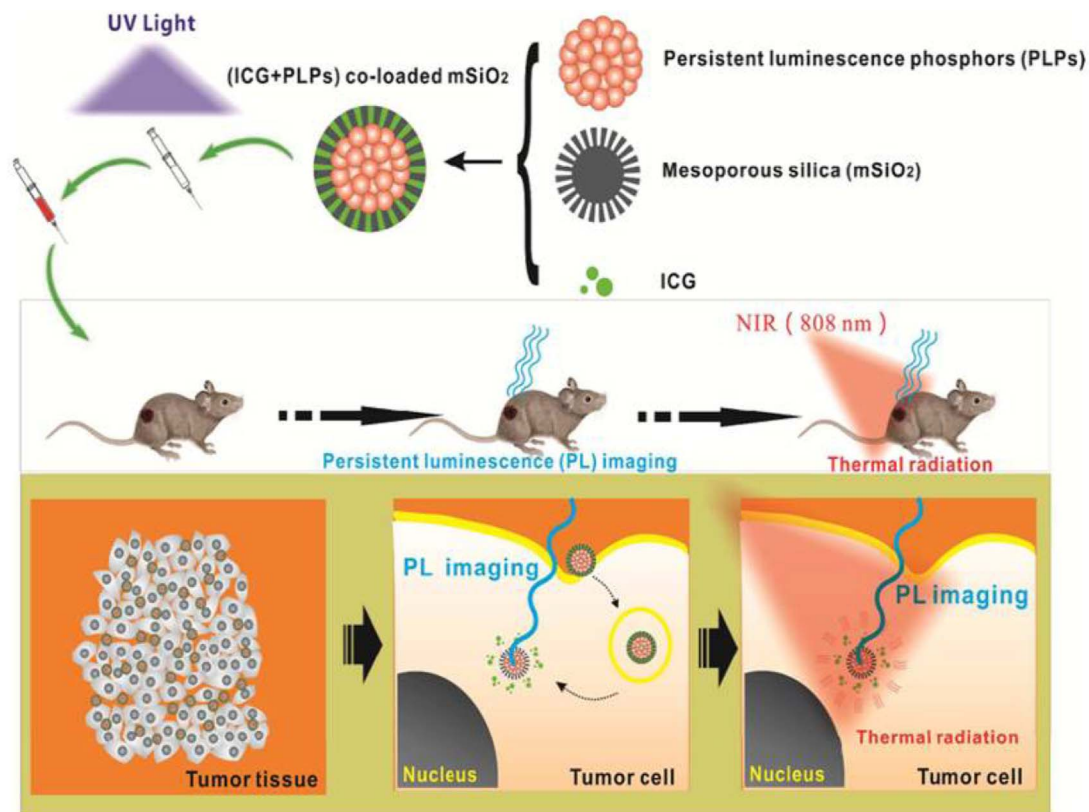 UV Light
(ICG+PLPs) co-loaded mSiO₂
Persistent luminescence phosphors (PLPs)
Mesoporous silica (mSiO₂)
ICG
NIR ( 808 nm )
Persistent luminescence (PL) imaging
Thermal radiation
Tumor tissue
PL imaging
Nucleus
Tumor cell
PL imaging
Thermal radiation
Nucleus
Tumor cell